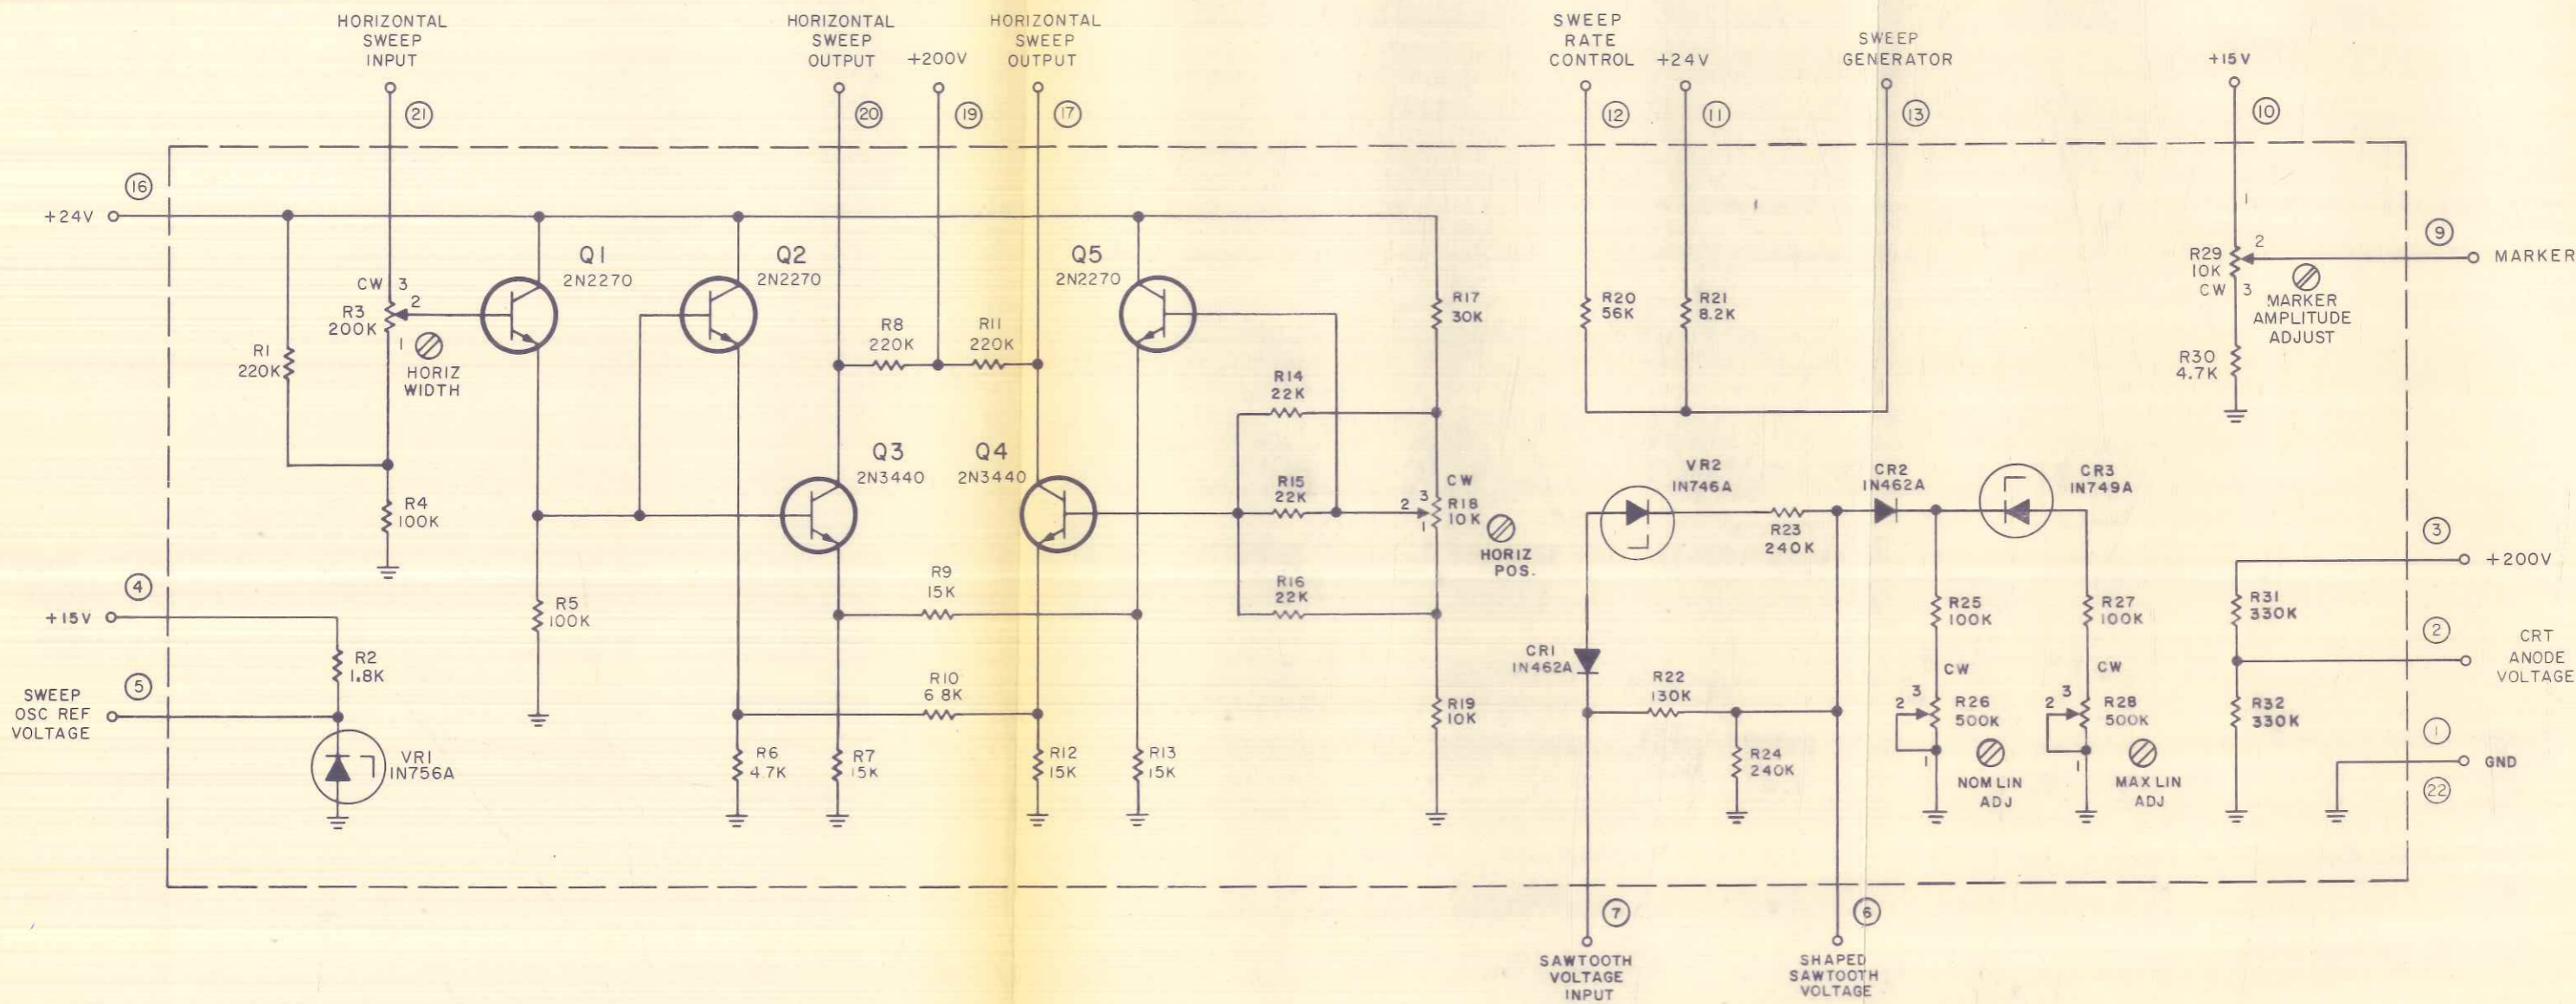 HORIZONTAL
SWEEP
INPUT
HORIZONTAL
SWEEP
OUTPUT
+200V
HORIZONTAL
SWEEP
OUTPUT
SWEEP
RATE
CONTROL
+24V
SWEEP
GENERATOR
+15V
21
20
19
17
12
11
13
10
16
+24V
CW 3
2
R3
200K
1
HORIZ
WIDTH
R1
220K
R4
100K
Q1
2N2270
Q2
2N2270
Q5
2N2270
R8
220K
R11
220K
R17
30K
R20
56K
R21
8.2K
1
2
R29
10K
CW 3
MARKER
AMPLITUDE
ADJUST
R30
4.7K
9
MARKER
Q3
2N3440
Q4
2N3440
R14
22K
R15
22K
R16
22K
CW
3
2
R18
10K
1
HORIZ
POS.
R19
10K
VR2
IN746A
R23
240K
CR2
IN462A
CR3
IN749A
CR1
IN462A
R22
130K
R24
240K
R25
100K
CW
3
2
R26
500K
1
NOM LIN
ADJ
R27
100K
CW
3
2
R28
500K
1
MAX LIN
ADJ
3
+200V
R31
330K
2
CRT
ANODE
VOLTAGE
R32
330K
1
GND
22
4
+15V
R2
1.8K
5
SWEEP
OSC REF
VOLTAGE
VR1
IN756A
R5
100K
R9
15K
R10
6.8K
R6
4.7K
R7
15K
R12
15K
R13
15K
7
SAWTOOTH
VOLTAGE
INPUT
6
SHAPED
SAWTOOTH
VOLTAGE